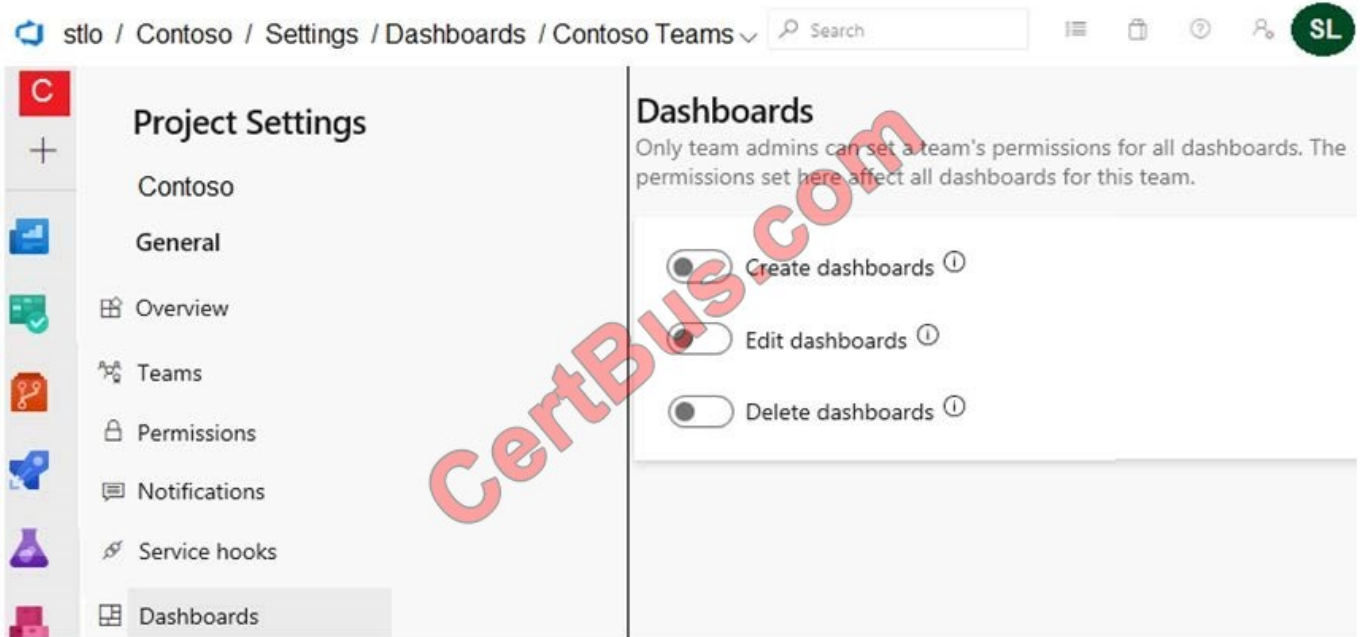 stlo / Contoso / Settings / Dashboards / Contoso Teams
Search
SL
C
Project Settings
Contoso
General
Overview
Teams
Permissions
Notifications
Service hooks
Dashboards
Dashboards
Only team admins can set a team's permissions for all dashboards. The
permissions set here affect all dashboards for this team.
Create dashboards
Edit dashboards
Delete dashboards
CertBus.com